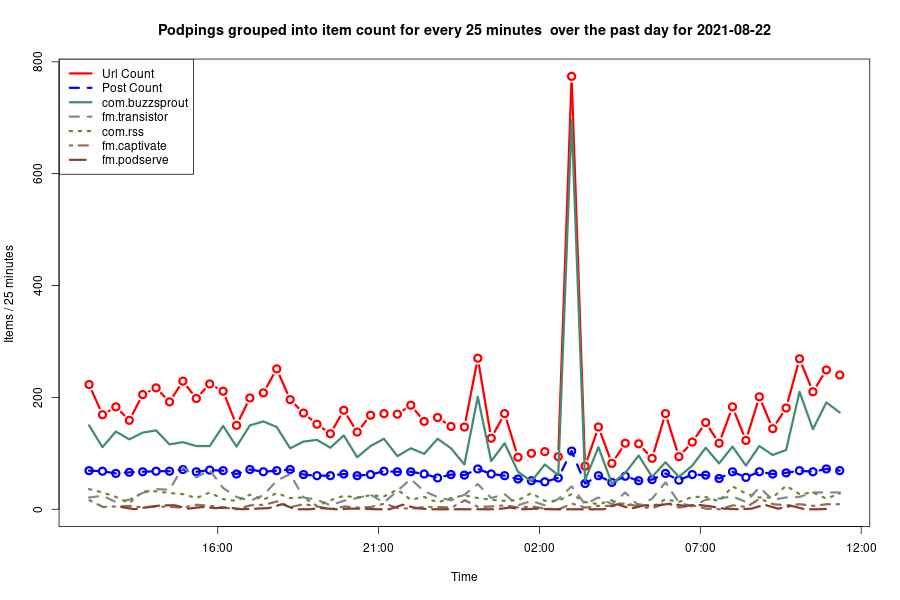 Podpings grouped into item count for every 25 minutes  over the past day for 2021-08-22
Url Count
Post Count
com.buzzsprout
fm.transistor
com.rss
fm.captivate
fm.podserve
Items / 25 minutes
800
600
400
200
0
16:00
21:00
02:00
07:00
12:00
Time